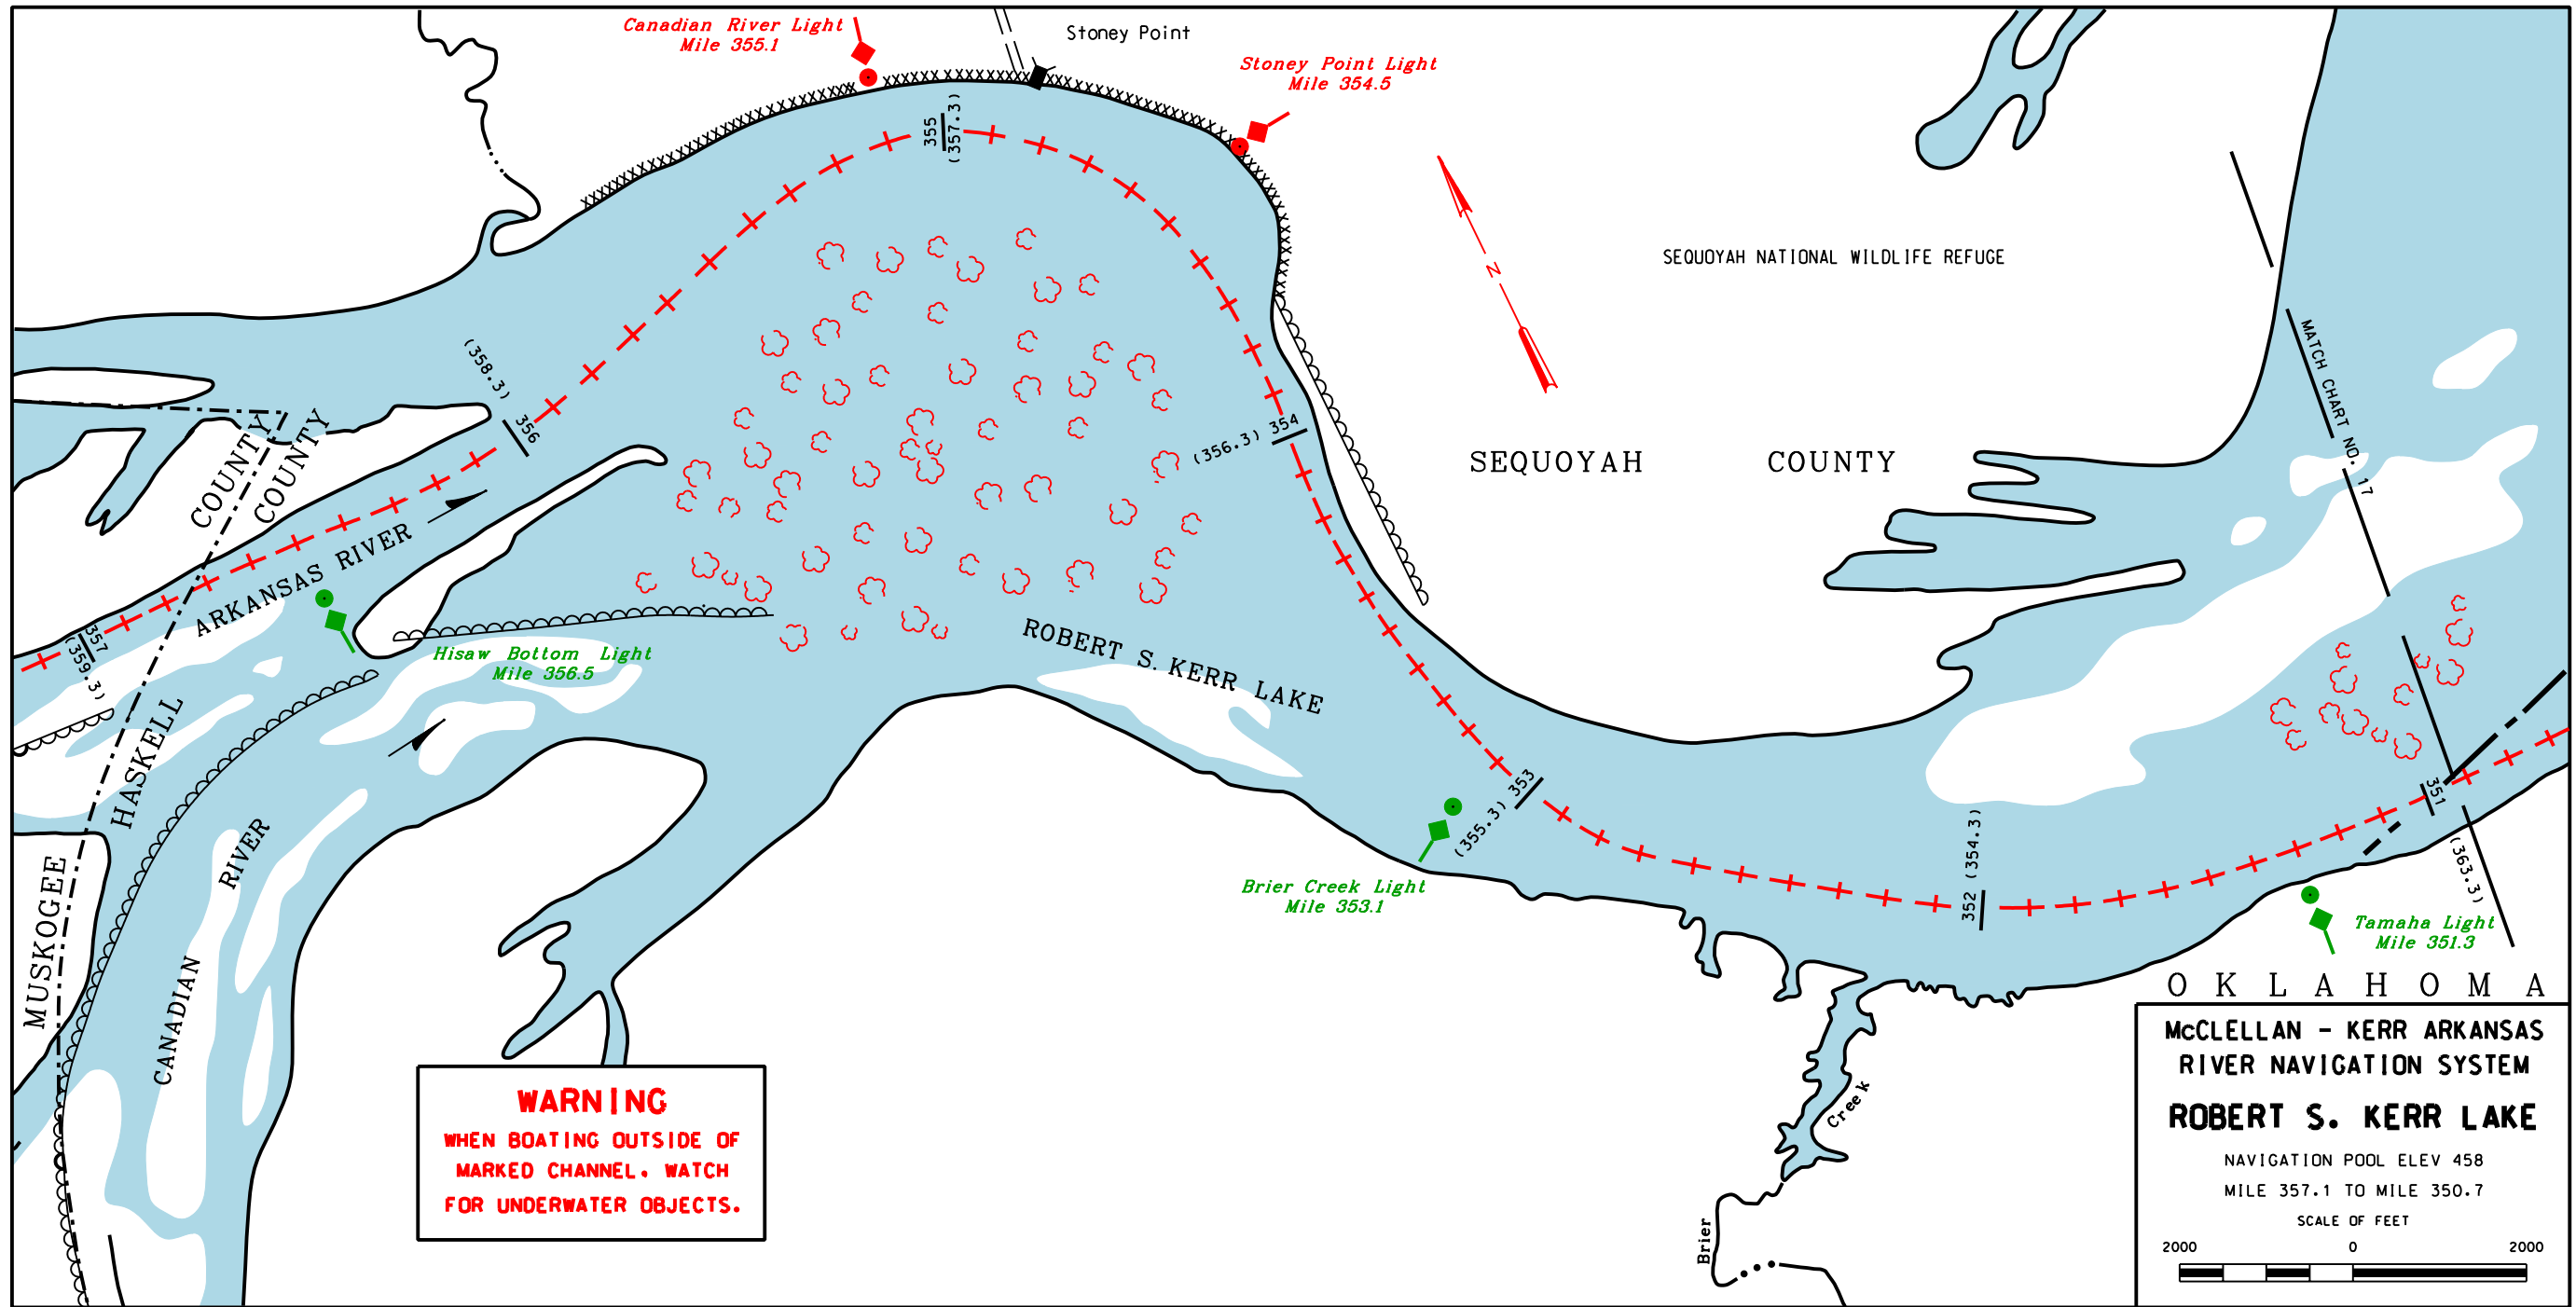 Canadian River Light
Mile 355.1
Stoney Point
Stoney Point Light
Mile 354.5
355
(357.3)
N
SEQUOYAH NATIONAL WILDLIFE REFUGE
MATCH CHART NO. 17
(358.3) 356
COUNTY
COUNTY
(356.3) 354
SEQUOYAH COUNTY
ARKANSAS RIVER
357
(359.3)
Hisaw Bottom Light
Mile 356.5
ROBERT S. KERR LAKE
HASKELL
MUSKOGEE
CANADIAN RIVER
(355.3) 353
Brier Creek Light
Mile 353.1
352 (354.3)
351
(363.3)
Tamaha Light
Mile 351.3
OKLAHOMA
Brier Creek
WARNING
WHEN BOATING OUTSIDE OF
MARKED CHANNEL. WATCH
FOR UNDERWATER OBJECTS.
McCLELLAN - KERR ARKANSAS
RIVER NAVIGATION SYSTEM
ROBERT S. KERR LAKE
NAVIGATION POOL ELEV 458
MILE 357.1 TO MILE 350.7
SCALE OF FEET
2000 0 2000